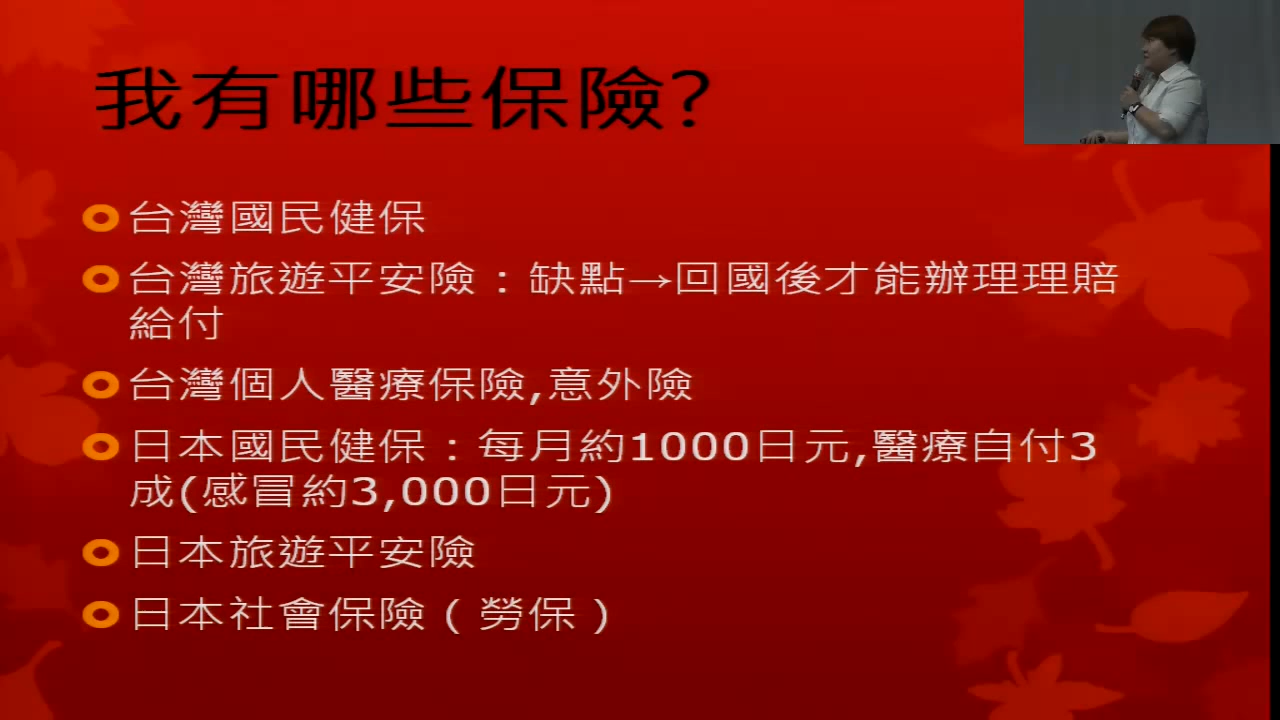 我有哪些保險?
台灣國民健保
台灣旅遊平安險：缺點→回國後才能辦理理賠
給付
台灣個人醫療保險,意外險
日本國民健保：每月約1000日元,醫療自付3
成(感冒約3,000日元)
日本旅遊平安險
日本社會保險（勞保）